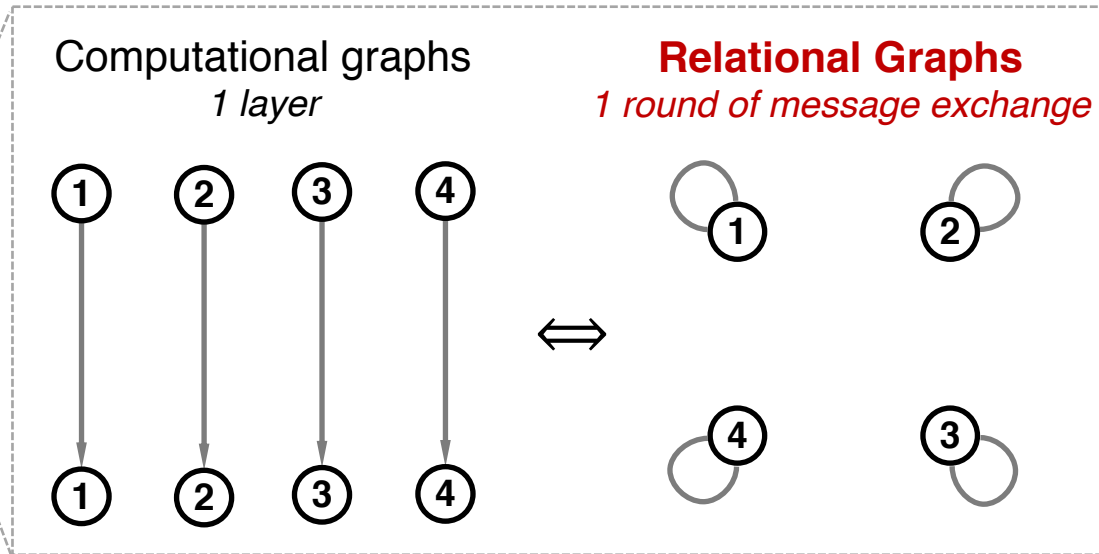 Computational graphs
1 layer
Relational Graphs
1 round of message exchange
1 2 3 4
1 2 3 4
1 2
4 3